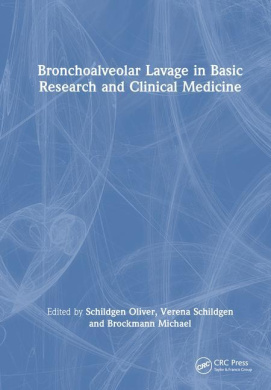 Bronchoalveolar Lavage in Basic
Research and Clinical Medicine
Edited by Schildgen Oliver, Verena Schildgen
and Brockmann Michael
CRC Press
Taylor & Francis Group